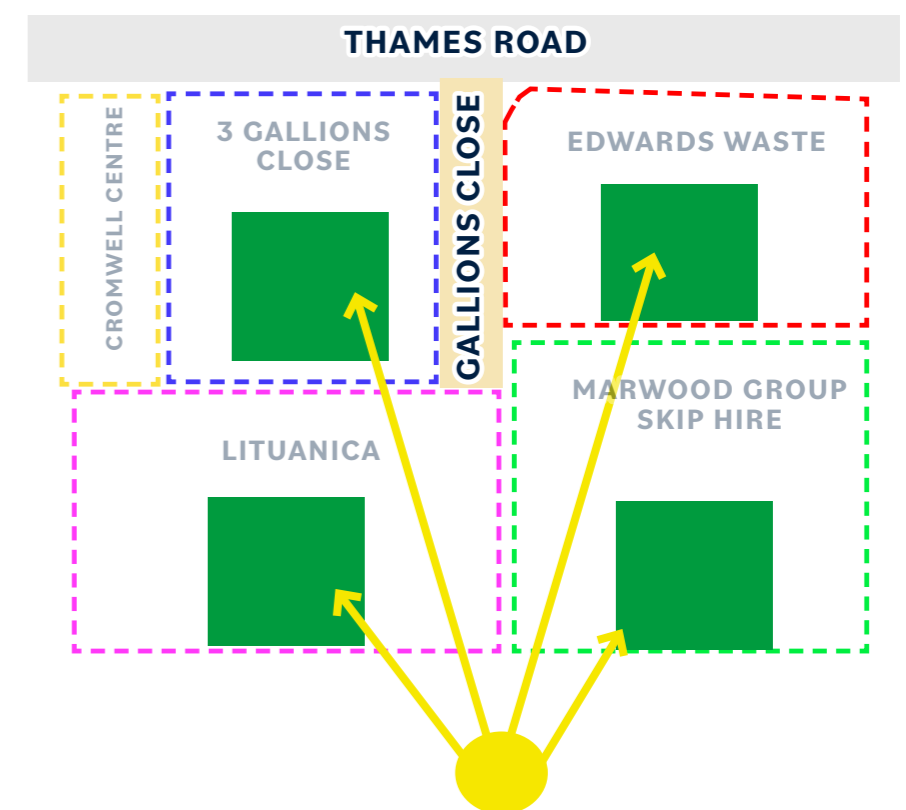 THAMES ROAD
CROMWELL CENTRE
3 GALLIONS
CLOSE
GALLIONS CLOSE
EDWARDS WASTE
LITUANICA
MARWOOD GROUP
SKIP HIRE